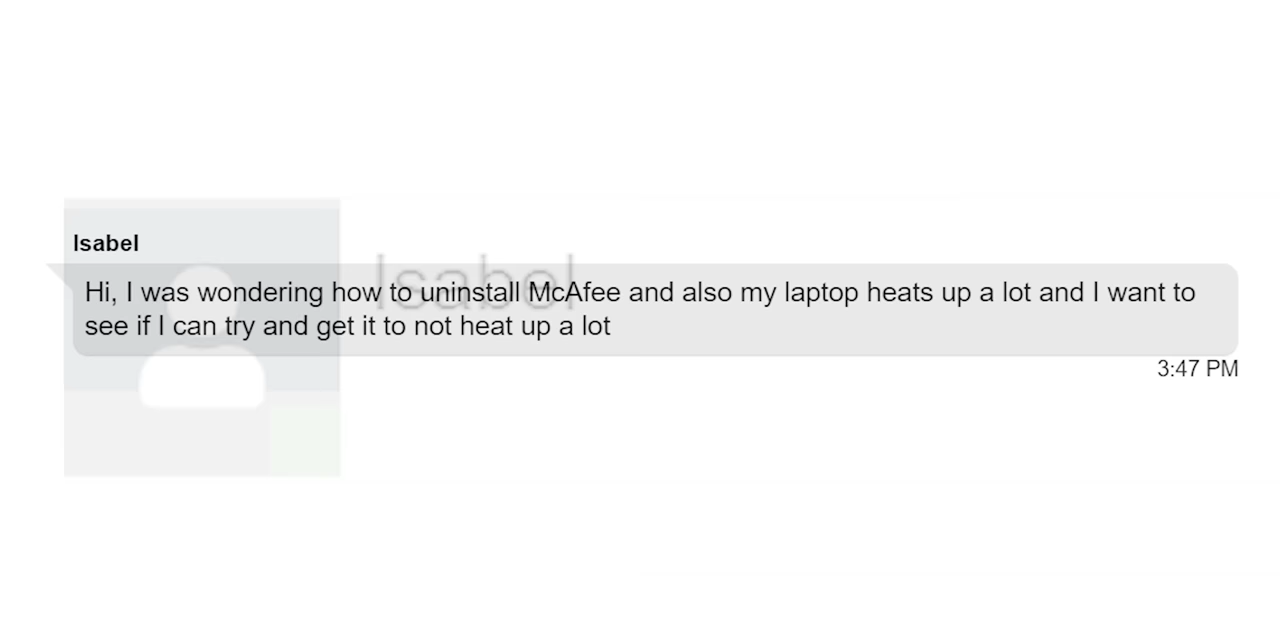 Isabel
Isabel
Hi, I was wondering how to uninstall McAfee and also my laptop heats up a lot and I want to
see if I can try and get it to not heat up a lot
3:47 PM